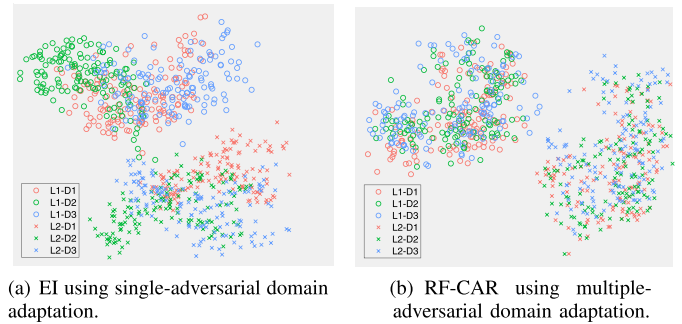 L1-D1
L1-D2
L1-D3
L2-D1
L2-D2
L2-D3
(a) EI using single-adversarial domain
adaptation.
L1-D1
L1-D2
L1-D3
L2-D1
L2-D2
L2-D3
(b) RF-CAR using multiple-
adversarial domain adaptation.